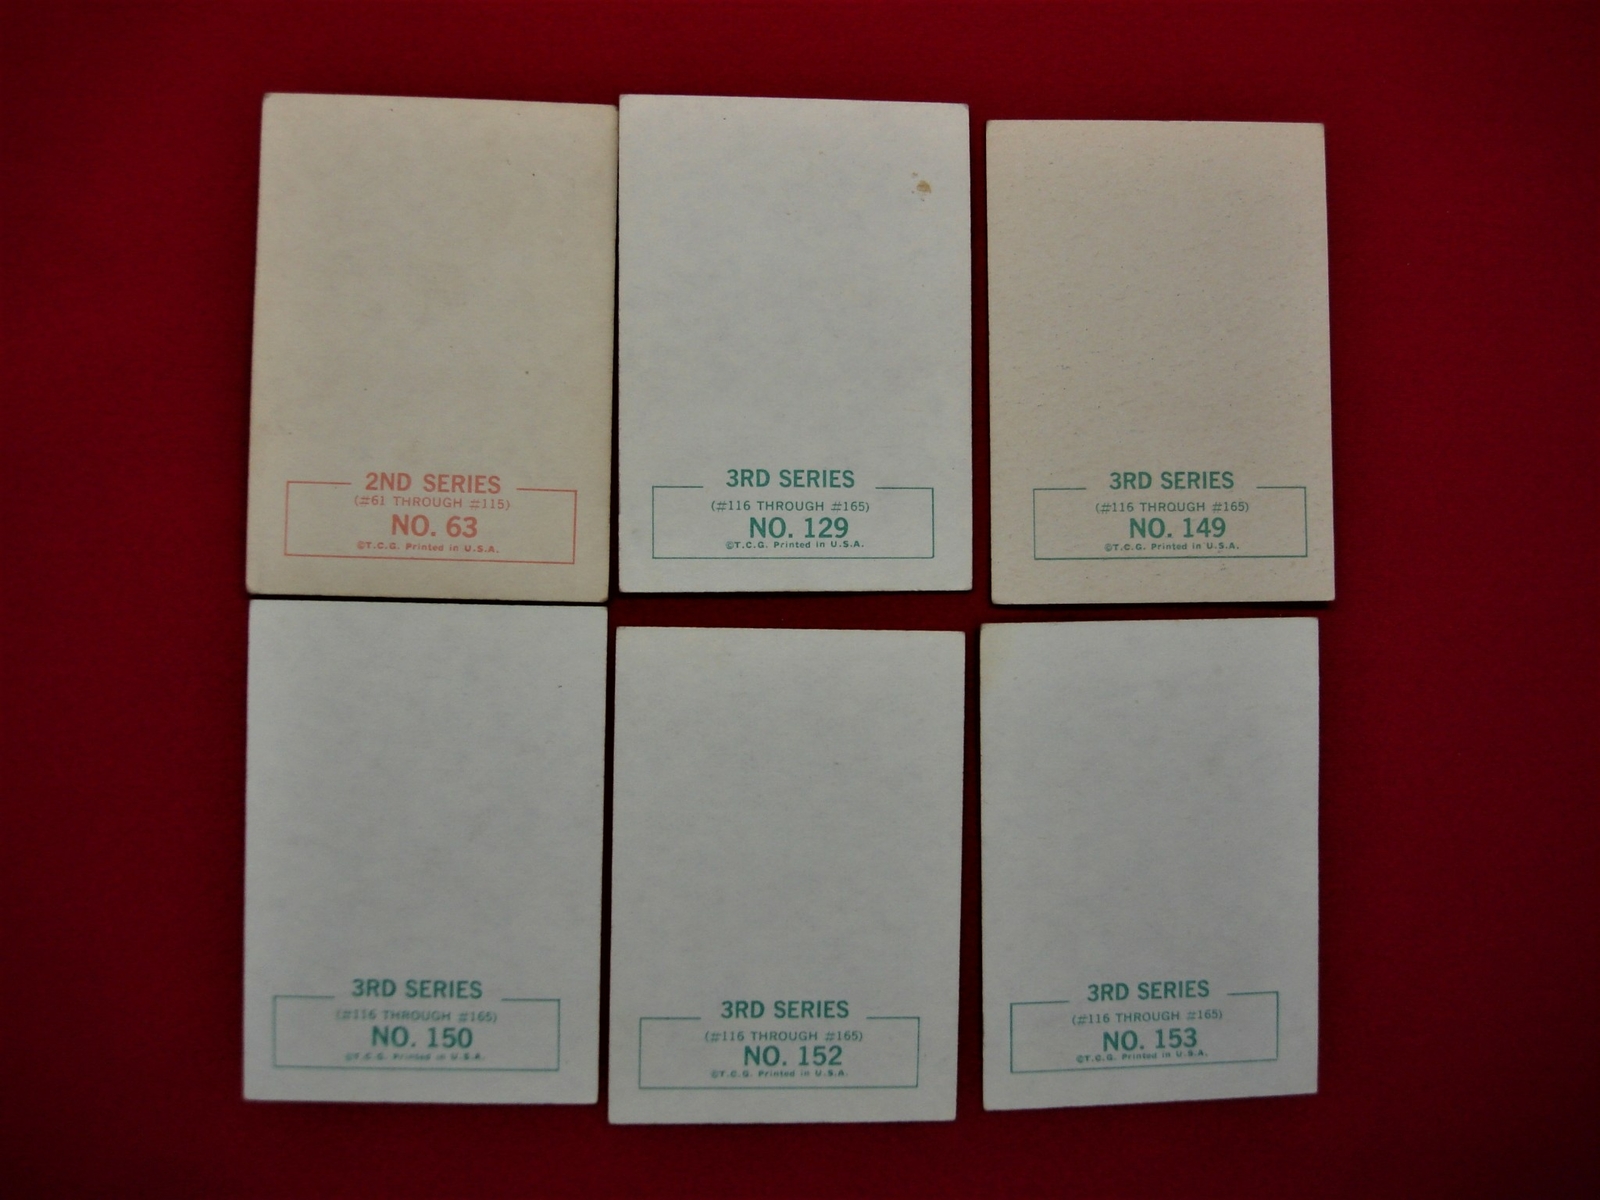 2ND SERIES
(#61 THROUGH #115)
NO. 63
©T.C.G. Printed in U.S.A.
3RD SERIES
(#116 THROUGH #165)
NO. 129
©T.C.G. Printed in U.S.A.
3RD SERIES
(#116 THROUGH #165)
NO. 149
©T.C.G. Printed in U.S.A.
3RD SERIES
(#116 THROUGH #165)
NO. 150
©T.C.G. Printed in U.S.A.
3RD SERIES
(#116 THROUGH #165)
NO. 152
©T.C.G. Printed in U.S.A.
3RD SERIES
(#116 THROUGH #165)
NO. 153
©T.C.G. Printed in U.S.A.